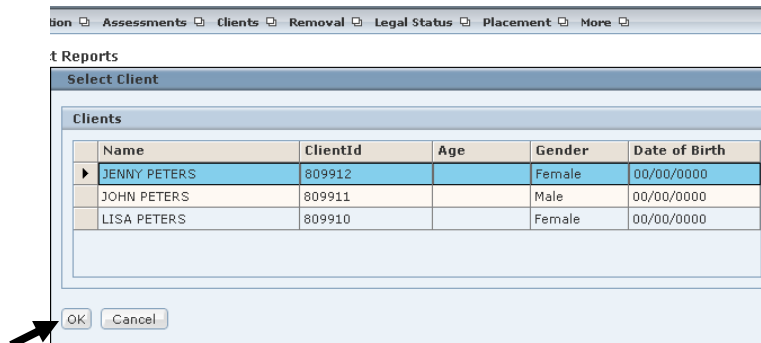 ion Assessments Clients Removal Legal Status Placement More
t Reports
Select Client
Clients
Name ClientId Age Gender Date of Birth
JENNY PETERS 809912 Female 00/00/0000
JOHN PETERS 809911 Male 00/00/0000
LISA PETERS 809910 Female 00/00/0000
OK Cancel